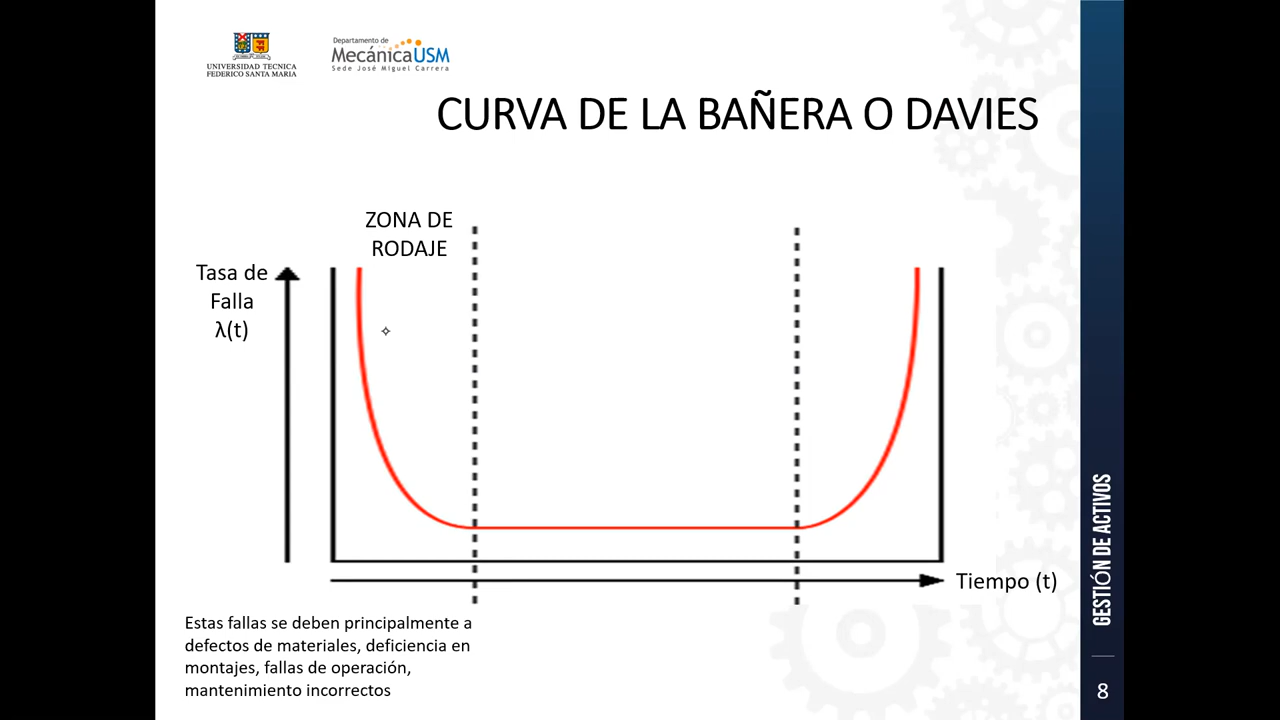 UNIVERSIDAD TECNICA
FEDERICO SANTA MARIA
Departamento de
MecánicaUSM
Sede José Miguel Carrera
CURVA DE LA BAÑERA O DAVIES
ZONA DE
RODAJE
Tasa de
Falla
λ(t)
Tiempo (t)
Estas fallas se deben principalmente a
defectos de materiales, deficiencia en
montajes, fallas de operación,
mantenimiento incorrectos
GESTIÓN DE ACTIVOS
8